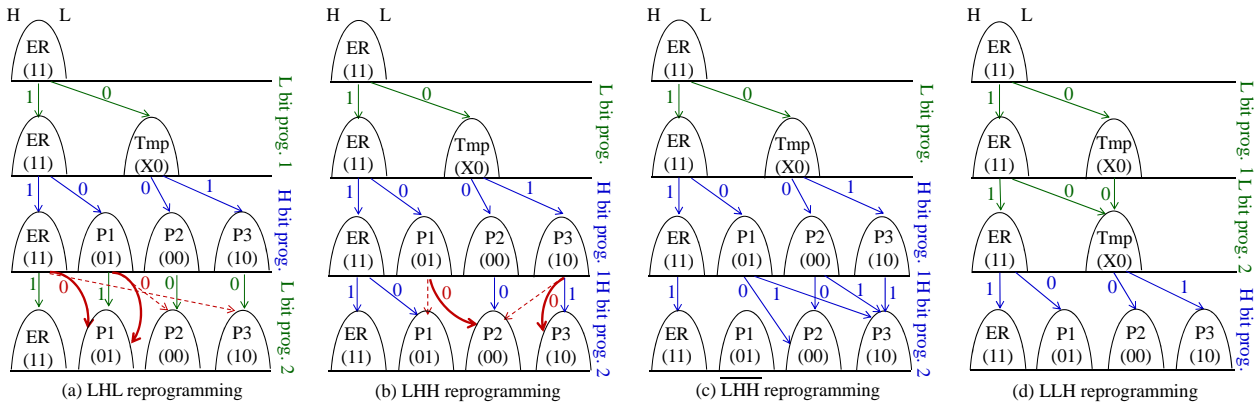 H L H L H L H L
ER ER ER ER
(11) (11) (11) (11)
1 0 1 0 1 0 1 0
L bit prog. 1 L bit prog. L bit prog. L bit prog. 1
ER Tmp ER Tmp ER Tmp ER Tmp
(11) (X0) (11) (X0) (11) (X0) (11) (X0)
1 0 0 1 1 0 0 1 1 0 0 1 1 0 0
H bit prog. H bit prog. 1 H bit prog. 1 L bit prog. 2
ER P1 P2 P3 ER P1 P2 P3 ER P1 P2 P3 ER Tmp
(11) (01) (00) (10) (11) (01) (00) (10) (11) (01) (00) (10) (11) (X0)
1 0 1 0 0 0 1 0 0 0 0 1 1 0 1 0 1 1 1 0 0 1
L bit prog. 2 H bit prog. 2 H bit prog. 2 H bit prog.
ER P1 P2 P3 ER P1 P2 P3 ER P1 P2 P3 ER P1 P2 P3
(11) (01) (00) (10) (11) (01) (00) (10) (11) (01) (00) (10) (11) (01) (00) (10)
(a) LHL reprogramming (b) LHH reprogramming (c) L̅H̅H̅ reprogramming (d) LLH reprogramming